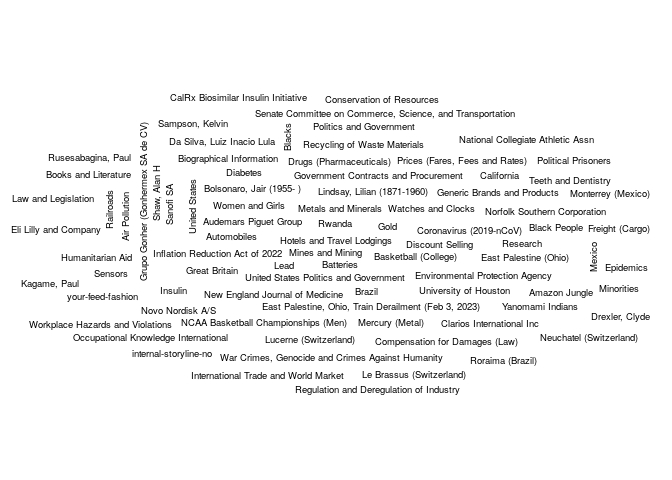 CalRx Biosimilar Insulin Initiative
Conservation of Resources
Senate Committee on Commerce, Science, and Transportation
Sampson, Kelvin
Blacks
Politics and Government
Da Silva, Luiz Inacio Lula
Recycling of Waste Materials
National Collegiate Athletic Assn
Rusesabagina, Paul
Grupo Gonher (Gonhermex SA de CV)
Biographical Information
Drugs (Pharmaceuticals)
Prices (Fares, Fees and Rates)
Political Prisoners
Books and Literature
Shaw, Alan H
Diabetes
Government Contracts and Procurement
California
Teeth and Dentistry
Law and Legislation
Railroads
Air Pollution
Sanofi SA
United States
Bolsonaro, Jair (1955- )
Lindsay, Lilian (1871-1960)
Generic Brands and Products
Monterrey (Mexico)
Women and Girls
Metals and Minerals
Watches and Clocks
Norfolk Southern Corporation
Eli Lilly and Company
Audemars Piguet Group
Rwanda
Gold
Coronavirus (2019-nCoV)
Black People
Freight (Cargo)
Automobiles
Hotels and Travel Lodgings
Discount Selling
Research
Mexico
Humanitarian Aid
Inflation Reduction Act of 2022
Mines and Mining
Basketball (College)
East Palestine (Ohio)
Sensors
Great Britain
Lead
Batteries
Epidemics
Kagame, Paul
United States Politics and Government
Environmental Protection Agency
your-feed-fashion
Insulin
New England Journal of Medicine
Brazil
University of Houston
Amazon Jungle
Minorities
Novo Nordisk A/S
East Palestine, Ohio, Train Derailment (Feb 3, 2023)
Yanomami Indians
Drexler, Clyde
Workplace Hazards and Violations
NCAA Basketball Championships (Men)
Mercury (Metal)
Clarios International Inc
Occupational Knowledge International
Lucerne (Switzerland)
Compensation for Damages (Law)
Neuchatel (Switzerland)
internal-storyline-no
War Crimes, Genocide and Crimes Against Humanity
Roraima (Brazil)
International Trade and World Market
Le Brassus (Switzerland)
Regulation and Deregulation of Industry